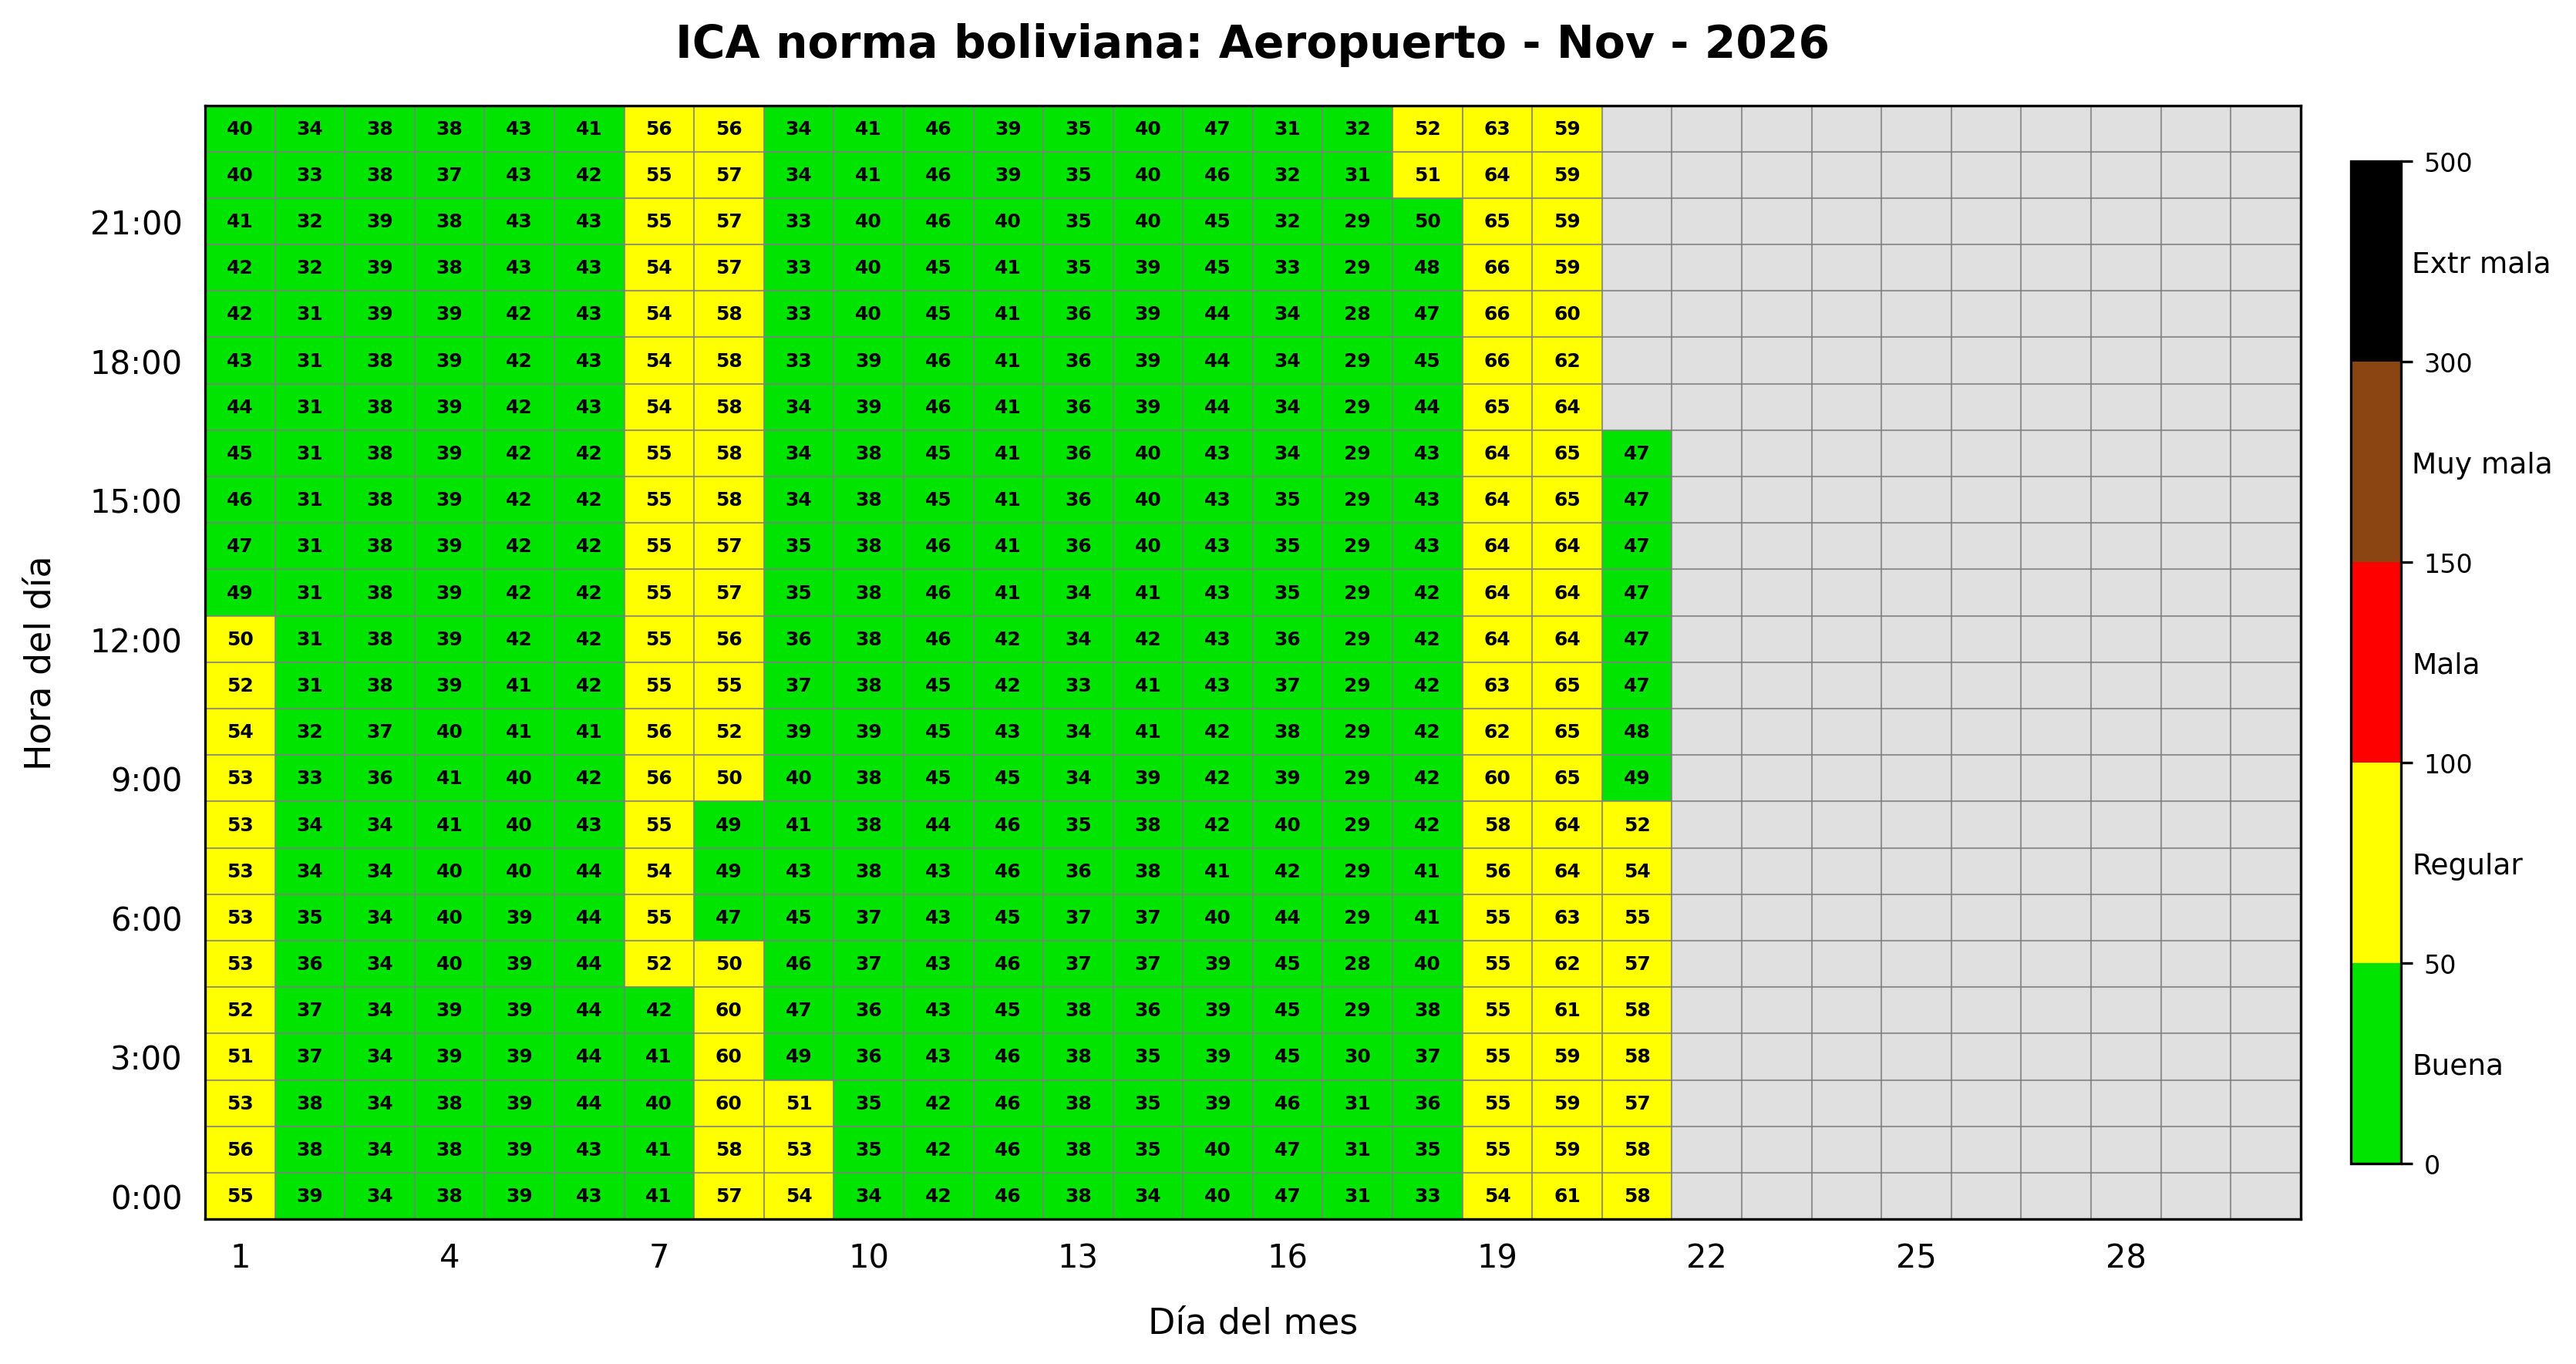 ICA norma boliviana: Aeropuerto - Nov - 2026
40 34 38 38 43 41 56 56 34 41 46 39 35 40 47 31 32 52 63 59
40 33 38 37 43 42 55 57 34 41 46 39 35 40 46 32 31 51 64 59
21:00 41 32 39 38 43 43 55 57 33 40 46 40 35 40 45 32 29 50 65 59
42 32 39 38 43 43 54 57 33 40 45 41 35 39 45 33 29 48 66 59
42 31 39 39 42 43 54 58 33 40 45 41 36 39 44 34 28 47 66 60
18:00 43 31 38 39 42 43 54 58 33 39 46 41 36 39 44 34 29 45 66 62
44 31 38 39 42 43 54 58 34 39 46 41 36 39 44 34 29 44 65 64
45 31 38 39 42 42 55 58 34 38 45 41 36 40 43 34 29 43 64 65 47
15:00 46 31 38 39 42 42 55 58 34 38 45 41 36 40 43 35 29 43 64 65 47
47 31 38 39 42 42 55 57 35 38 46 41 36 40 43 35 29 43 64 64 47
49 31 38 39 42 42 55 57 35 38 46 41 34 41 43 35 29 42 64 64 47
12:00 50 31 38 39 42 42 55 56 36 38 46 42 34 42 43 36 29 42 64 64 47
52 31 38 39 41 42 55 55 37 38 45 42 33 41 43 37 29 42 63 65 47
54 32 37 40 41 41 56 52 39 39 45 43 34 41 42 38 29 42 62 65 48
9:00 53 33 36 41 40 42 56 50 40 38 45 45 34 39 42 39 29 42 60 65 49
53 34 34 41 40 43 55 49 41 38 44 46 35 38 42 40 29 42 58 64 52
53 34 34 40 40 44 54 49 43 38 43 46 36 38 41 42 29 41 56 64 54
6:00 53 35 34 40 39 44 55 47 45 37 43 45 37 37 40 44 29 41 55 63 55
53 36 34 40 39 44 52 50 46 37 43 46 37 37 39 45 28 40 55 62 57
52 37 34 39 39 44 42 60 47 36 43 45 38 36 39 45 29 38 55 61 58
3:00 51 37 34 39 39 44 41 60 49 36 43 46 38 35 39 45 30 37 55 59 58
53 38 34 38 39 44 40 60 51 35 42 46 38 35 39 46 31 36 55 59 57
56 38 34 38 39 43 41 58 53 35 42 46 38 35 40 47 31 35 55 59 58
0:00 55 39 34 38 39 43 41 57 54 34 42 46 38 34 40 47 31 33 54 61 58
1 4 7 10 13 16 19 22 25 28
Día del mes
Hora del día
500
Extr mala
300
Muy mala
150
Mala
100
Regular
50
Buena
0